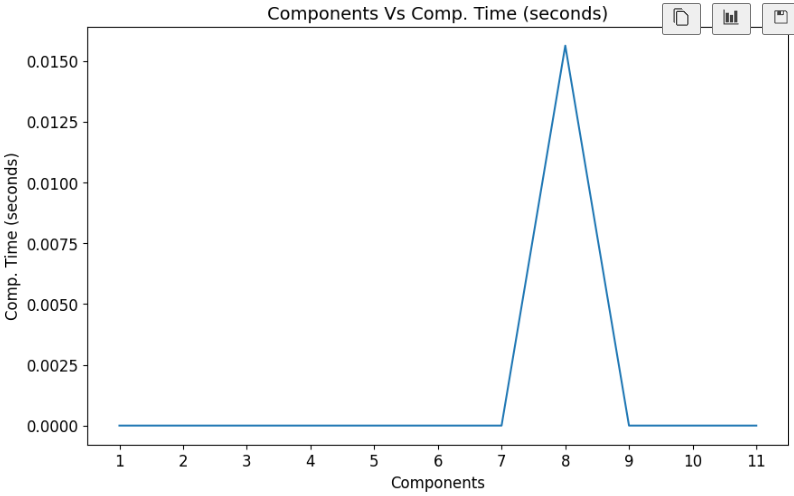 Components Vs Comp. Time (seconds)
0.0150
0.0125
0.0100
0.0075
0.0050
0.0025
0.0000
Comp. Time (seconds)
1 2 3 4 5 6 7 8 9 10 11
Components